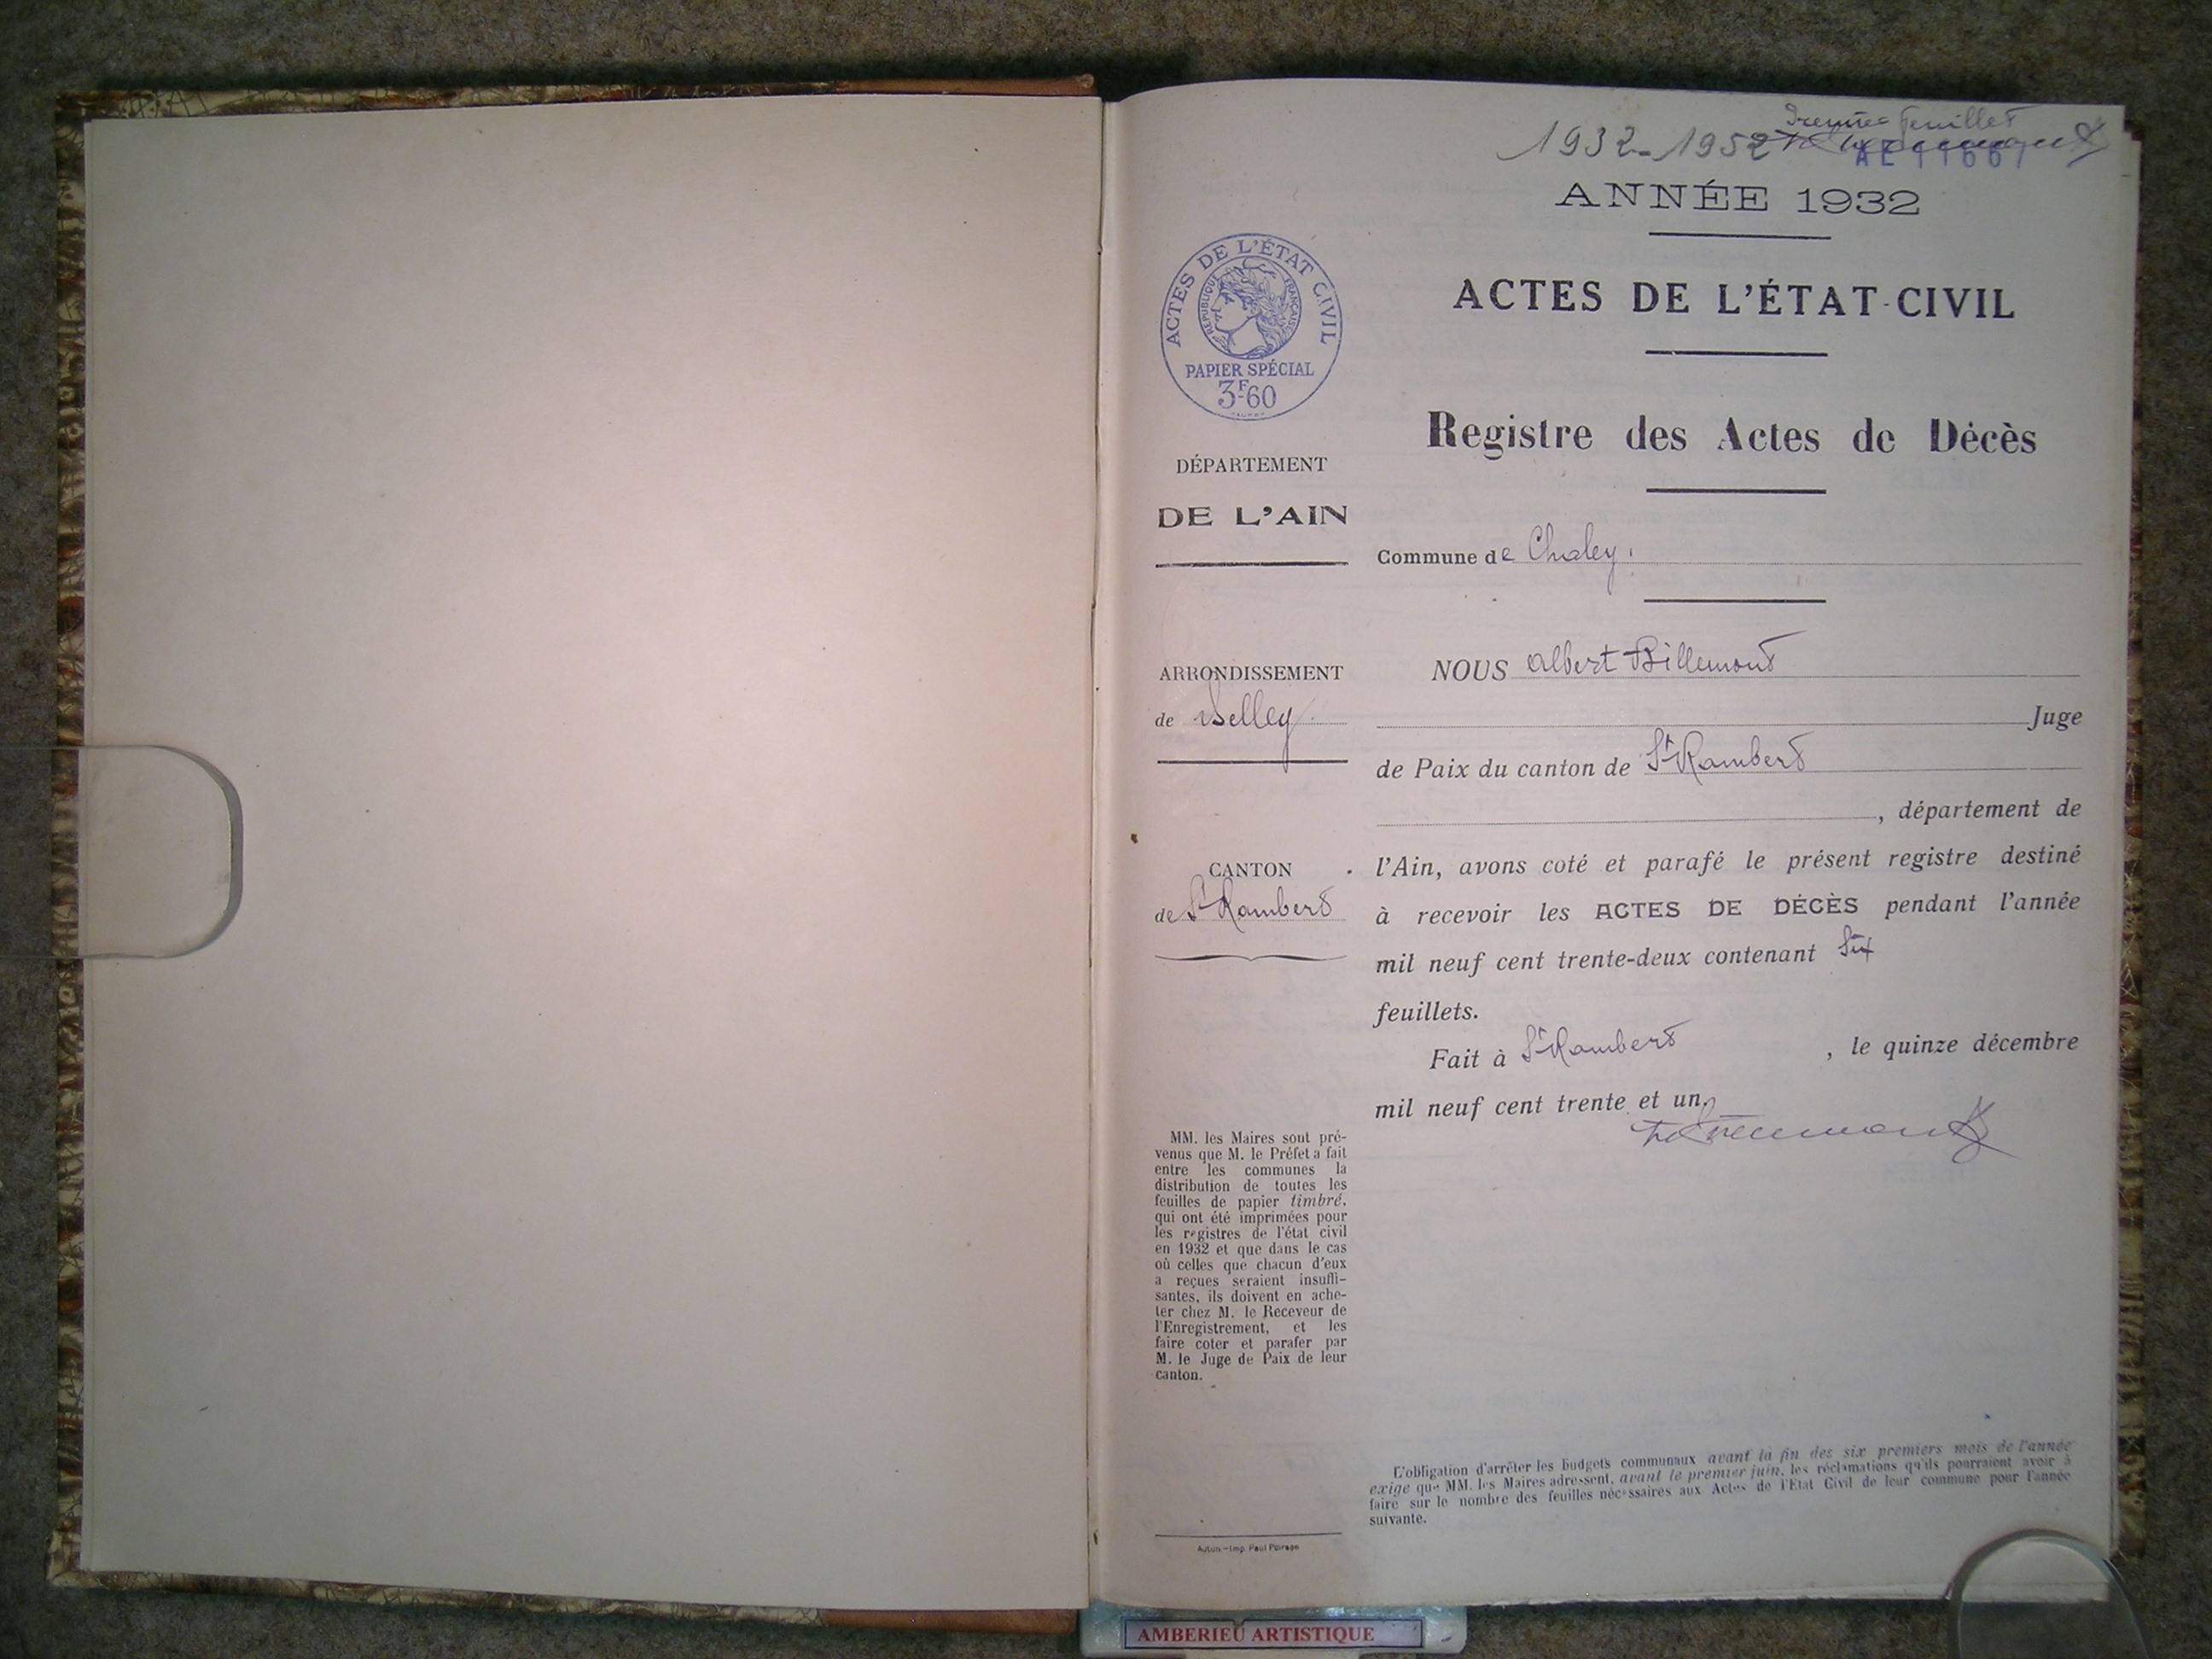 1932-1952
Premier feuillet
AE 11667
ANNÉE 1932
ACTES DE L'ÉTAT CIVIL
RÉPUBLIQUE FRANÇAISE
PAPIER SPÉCIAL
3F-60
ACTES DE L'ÉTAT-CIVIL
Registre des Actes de Décès
DÉPARTEMENT
DE L'AIN
Commune de Chaley.
ARRONDISSEMENT
de Belley
NOUS Albert Billemont
Juge
de Paix du canton de St Rambert
, département de
CANTON
de St Rambert
l'Ain, avons coté et parafé le présent registre destiné
à recevoir les ACTES DE DÉCÈS pendant l'année
mil neuf cent trente-deux contenant Six
feuillets.
Fait à St Rambert , le quinze décembre
mil neuf cent trente et un.
MM. les Maires sont pré-
venus que M. le Préfet a fait
entre les communes la
distribution de toutes les
feuilles de papier timbré,
qui ont été imprimées pour
les registres de l'état civil
en 1932 et que dans le cas
où celles que chacun d'eux
a reçues seraient insuffi-
santes, ils doivent en ache-
ter chez M. le Receveur de
l'Enregistrement, et les
faire coter et parafer par
M. le Juge de Paix de leur
canton.
L'obligation d'arrêter les budgets communaux avant la fin des six premiers mois de l'année
exige que MM. les Maires adressent, avant le premier juin, les réclamations qu'ils pourraient avoir à
faire sur le nombre des feuilles nécessaires aux Actes de l'Etat Civil de leur commune pour l'année
suivante.
Autun.-Imp. Paul Poirson
AMBERIEU ARTISTIQUE